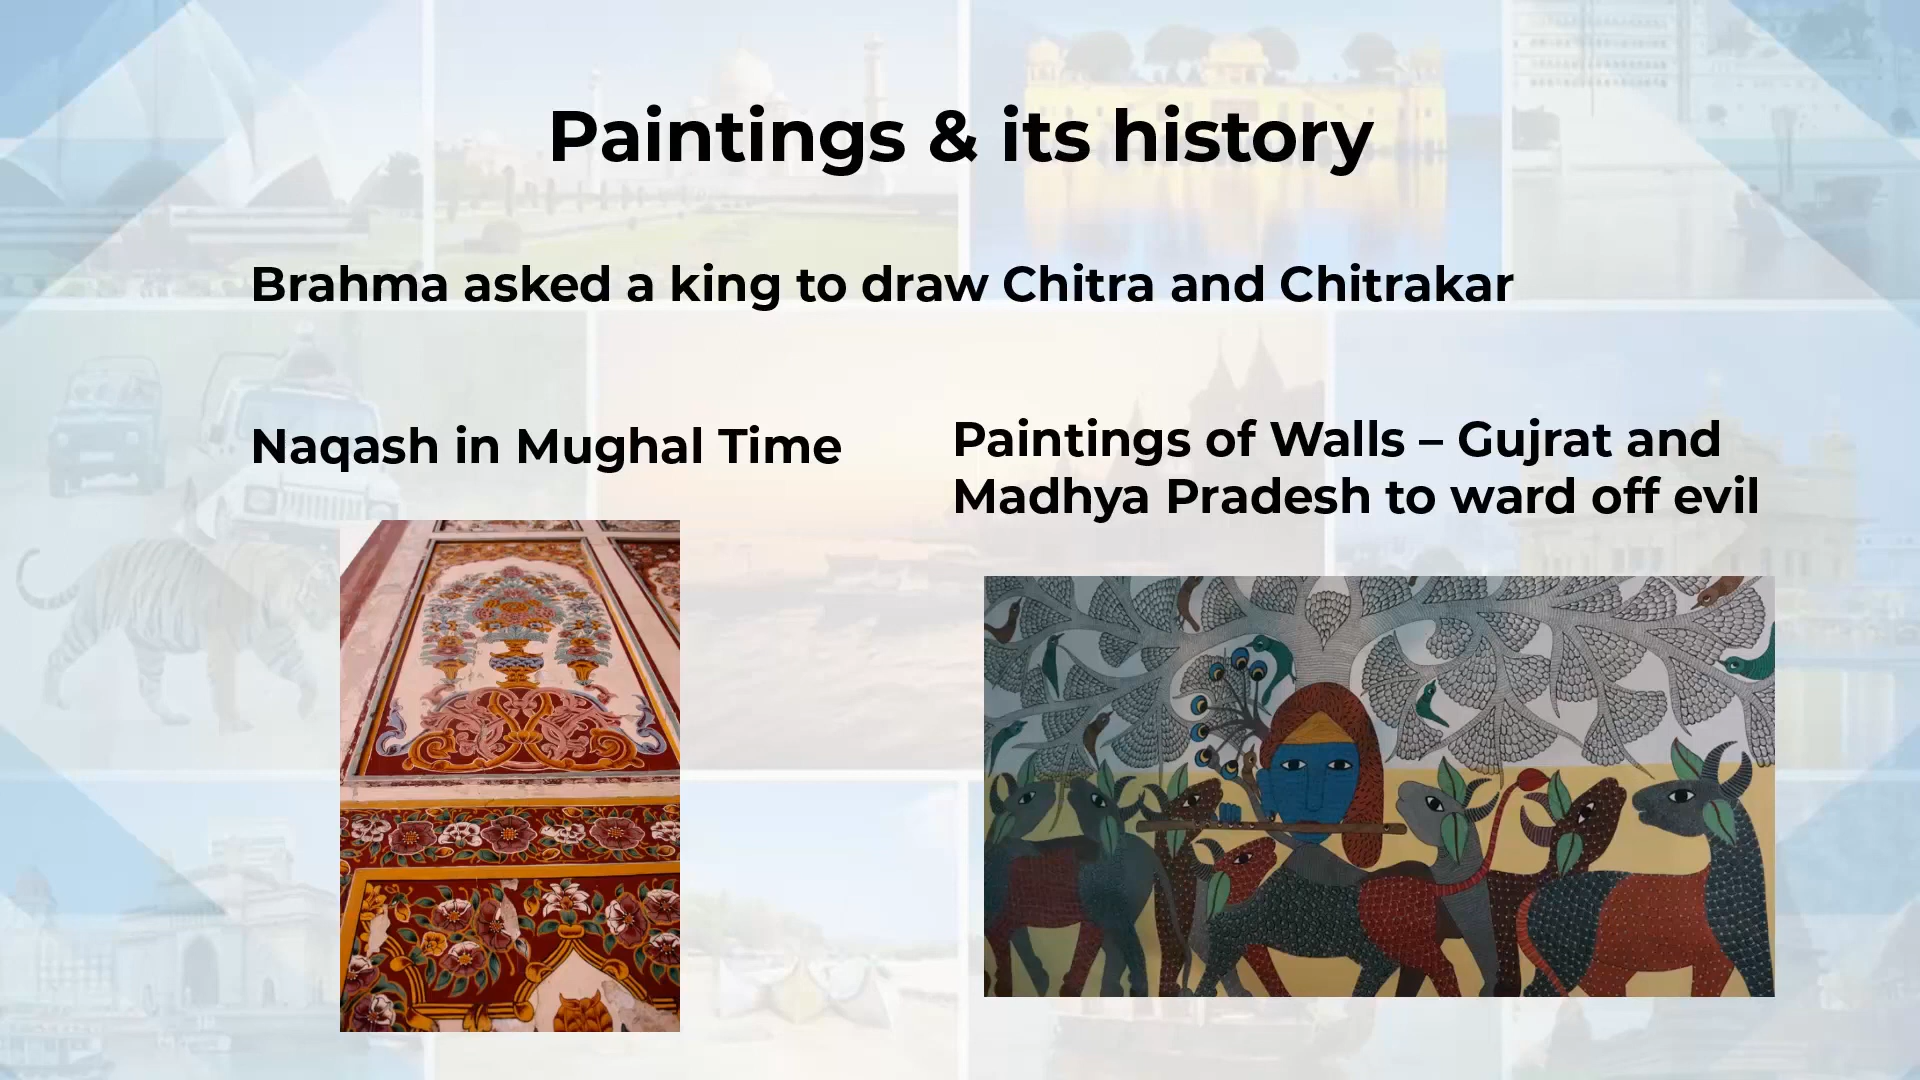 Paintings & its history
Brahma asked a king to draw Chitra and Chitrakar
Naqash in Mughal Time
Paintings of Walls – Gujrat and
Madhya Pradesh to ward off evil